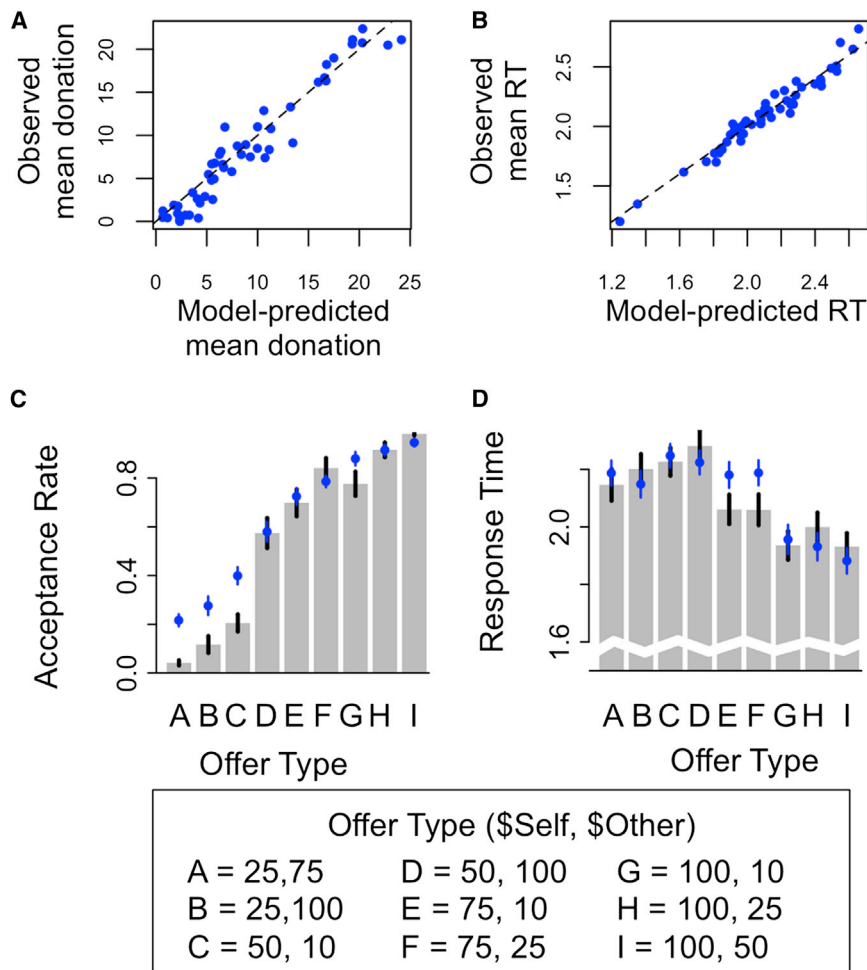 A
Observed
mean donation
20
15
10
5
0
0 5 10 15 20 25
Model-predicted
mean donation
B
Observed
mean RT
2.5
2.0
1.5
1.2 1.6 2.0 2.4
Model-predicted RT
C
Acceptance Rate
0.8
0.4
0.0
A B C D E F G H I
Offer Type
D
Response Time
2.0
1.6
A B C D E F G H I
Offer Type
Offer Type ($Self, $Other)
A = 25,75 D = 50, 100 G = 100, 10
B = 25,100 E = 75, 10 H = 100, 25
C = 50, 10 F = 75, 25 I = 100, 50